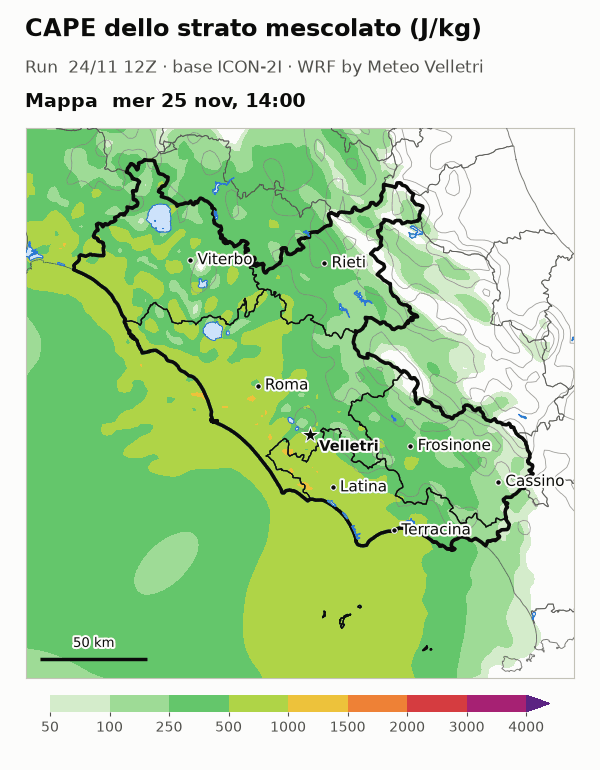 CAPE dello strato mescolato (J/kg)
Run  24/11 12Z · base ICON-2I · WRF by Meteo Velletri
Mappa  mer 25 nov, 14:00
Viterbo
Rieti
Roma
Velletri
Frosinone
Cassino
Latina
Terracina
50 km
50 100 250 500 1000 1500 2000 3000 4000